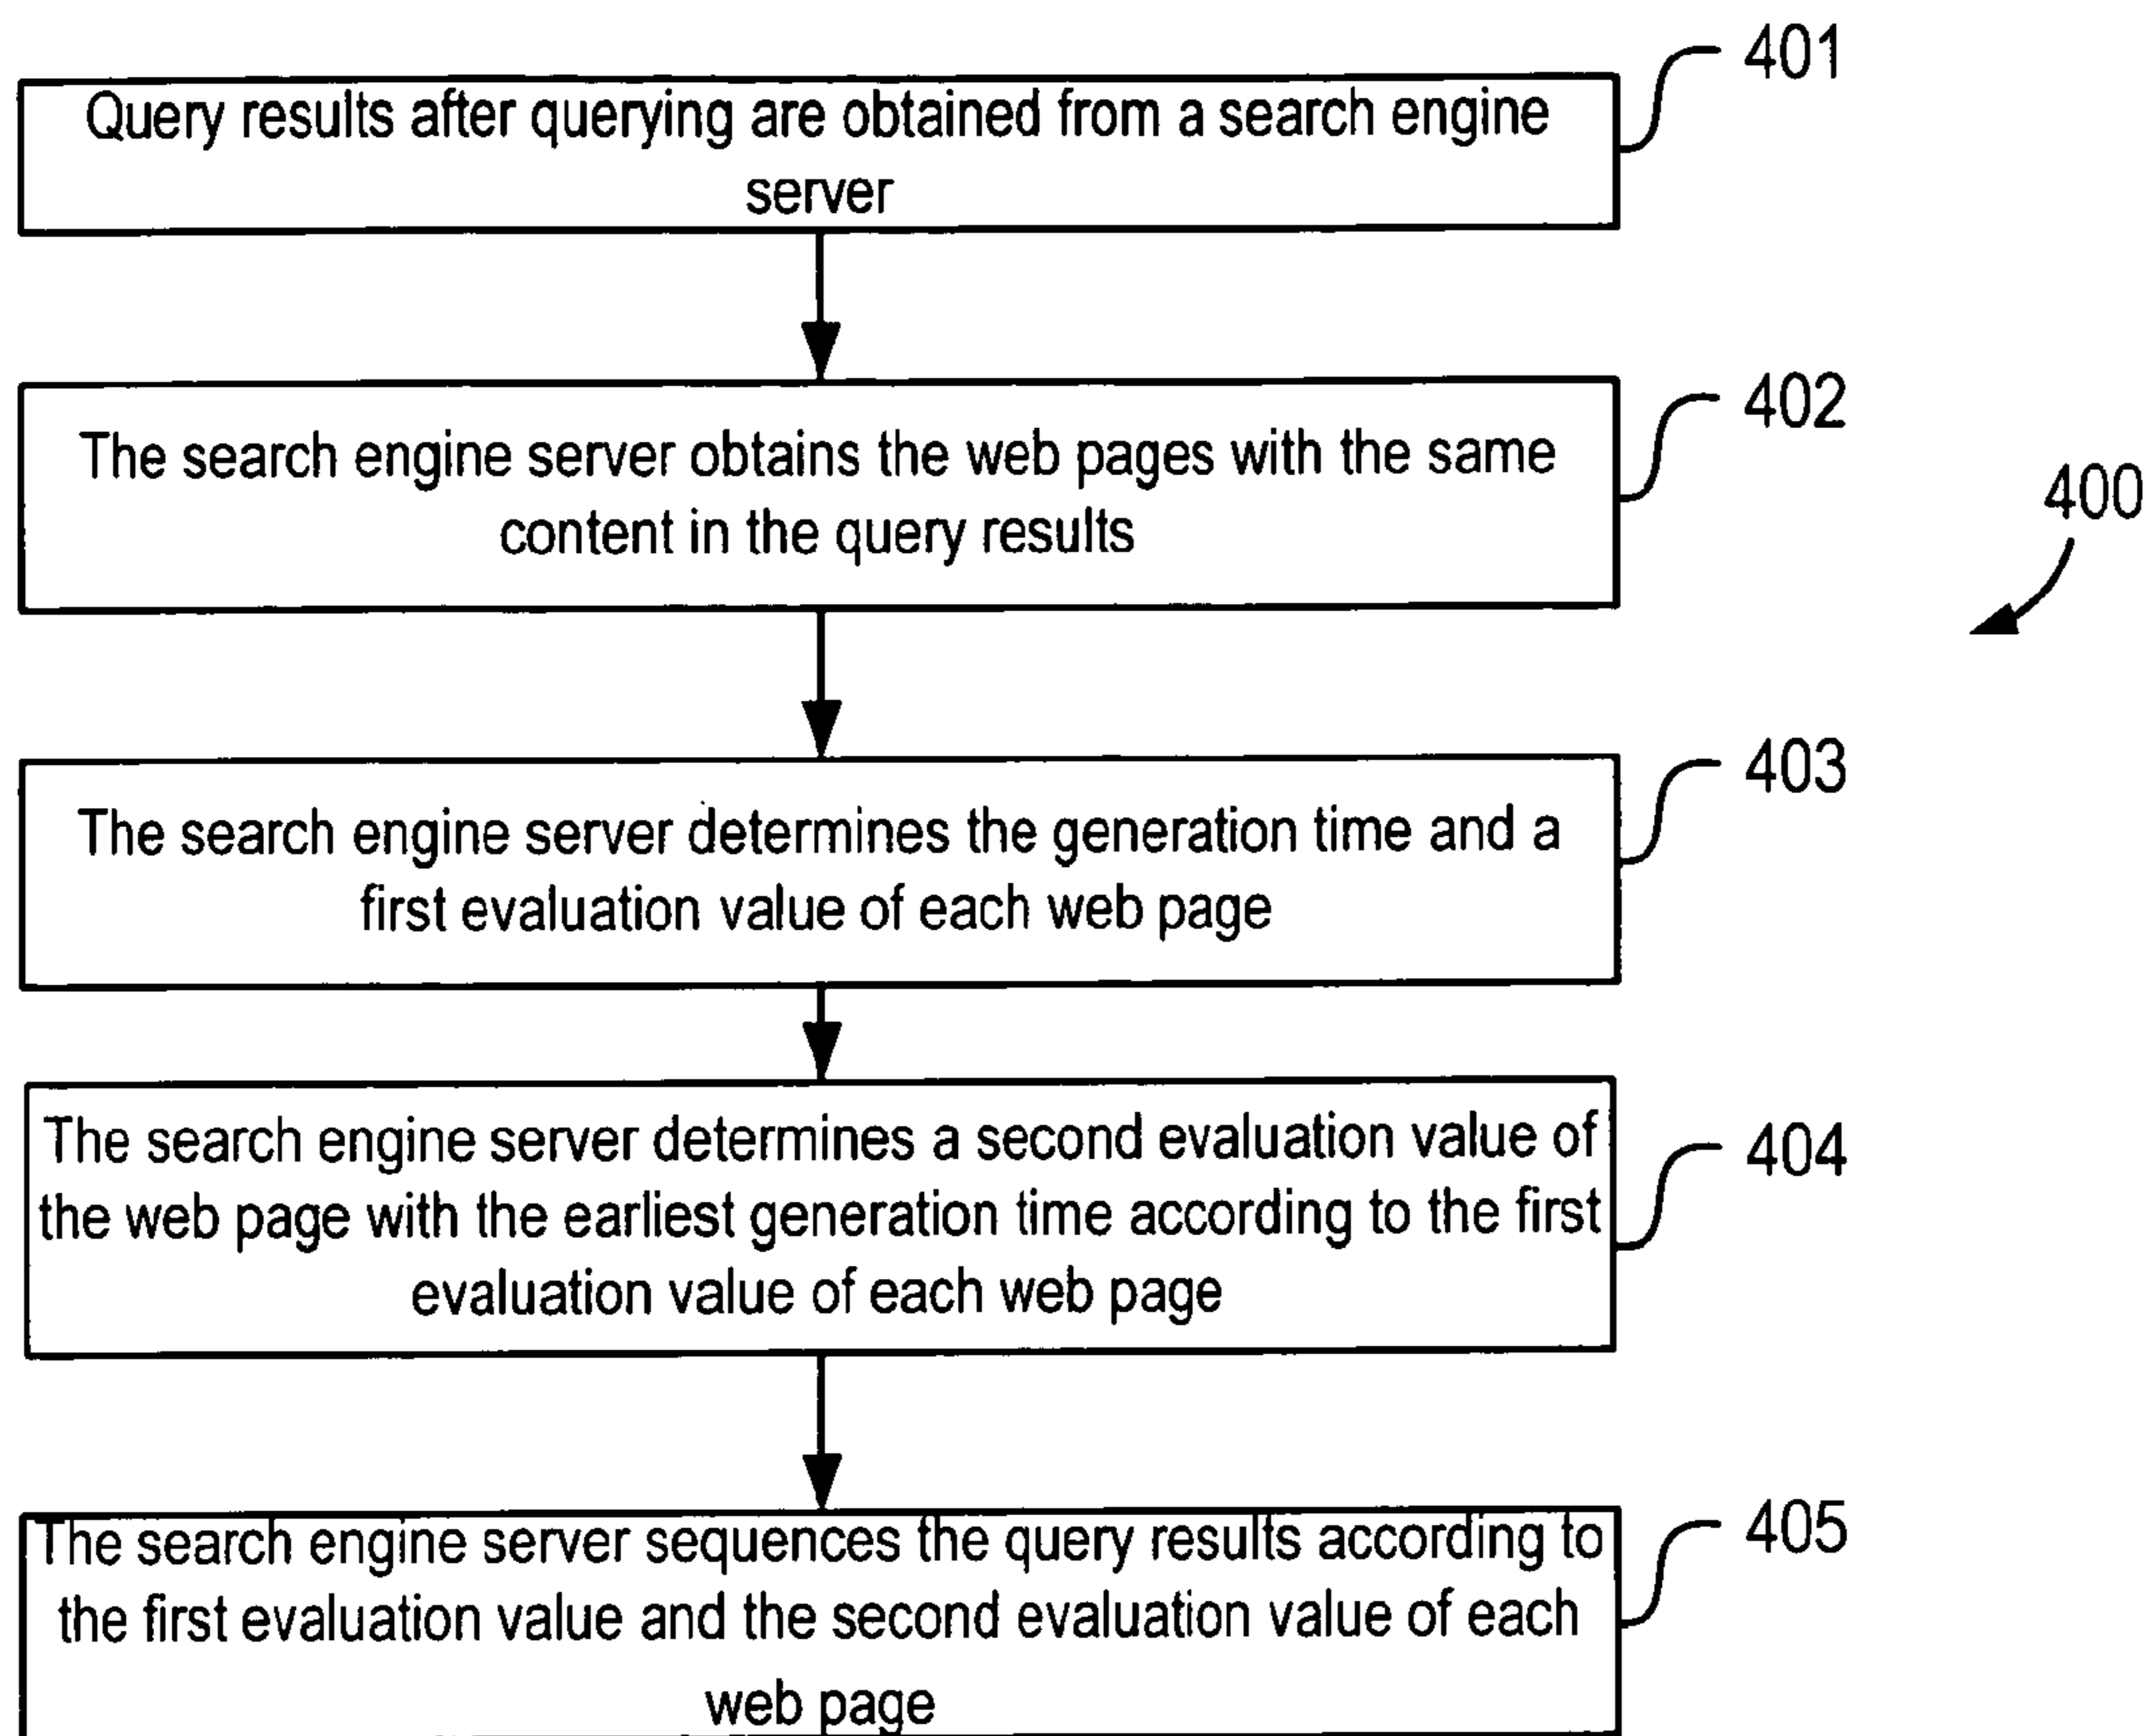 401
Query results after querying are obtained from a search engine
server
402
The search engine server obtains the web pages with the same
content in the query results
400
403
The search engine server determines the generation time and a
first evaluation value of each web page
404
The search engine server determines a second evaluation value of
the web page with the earliest generation time according to the first
evaluation value of each web page
405
The search engine server sequences the query results according to
the first evaluation value and the second evaluation value of each
web page